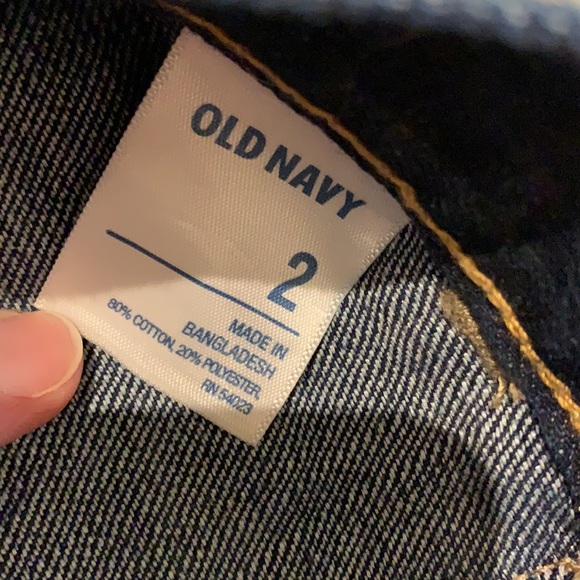 OLD NAVY
2
MADE IN
BANGLADESH
80% COTTON, 20% POLYESTER,
RN 54023